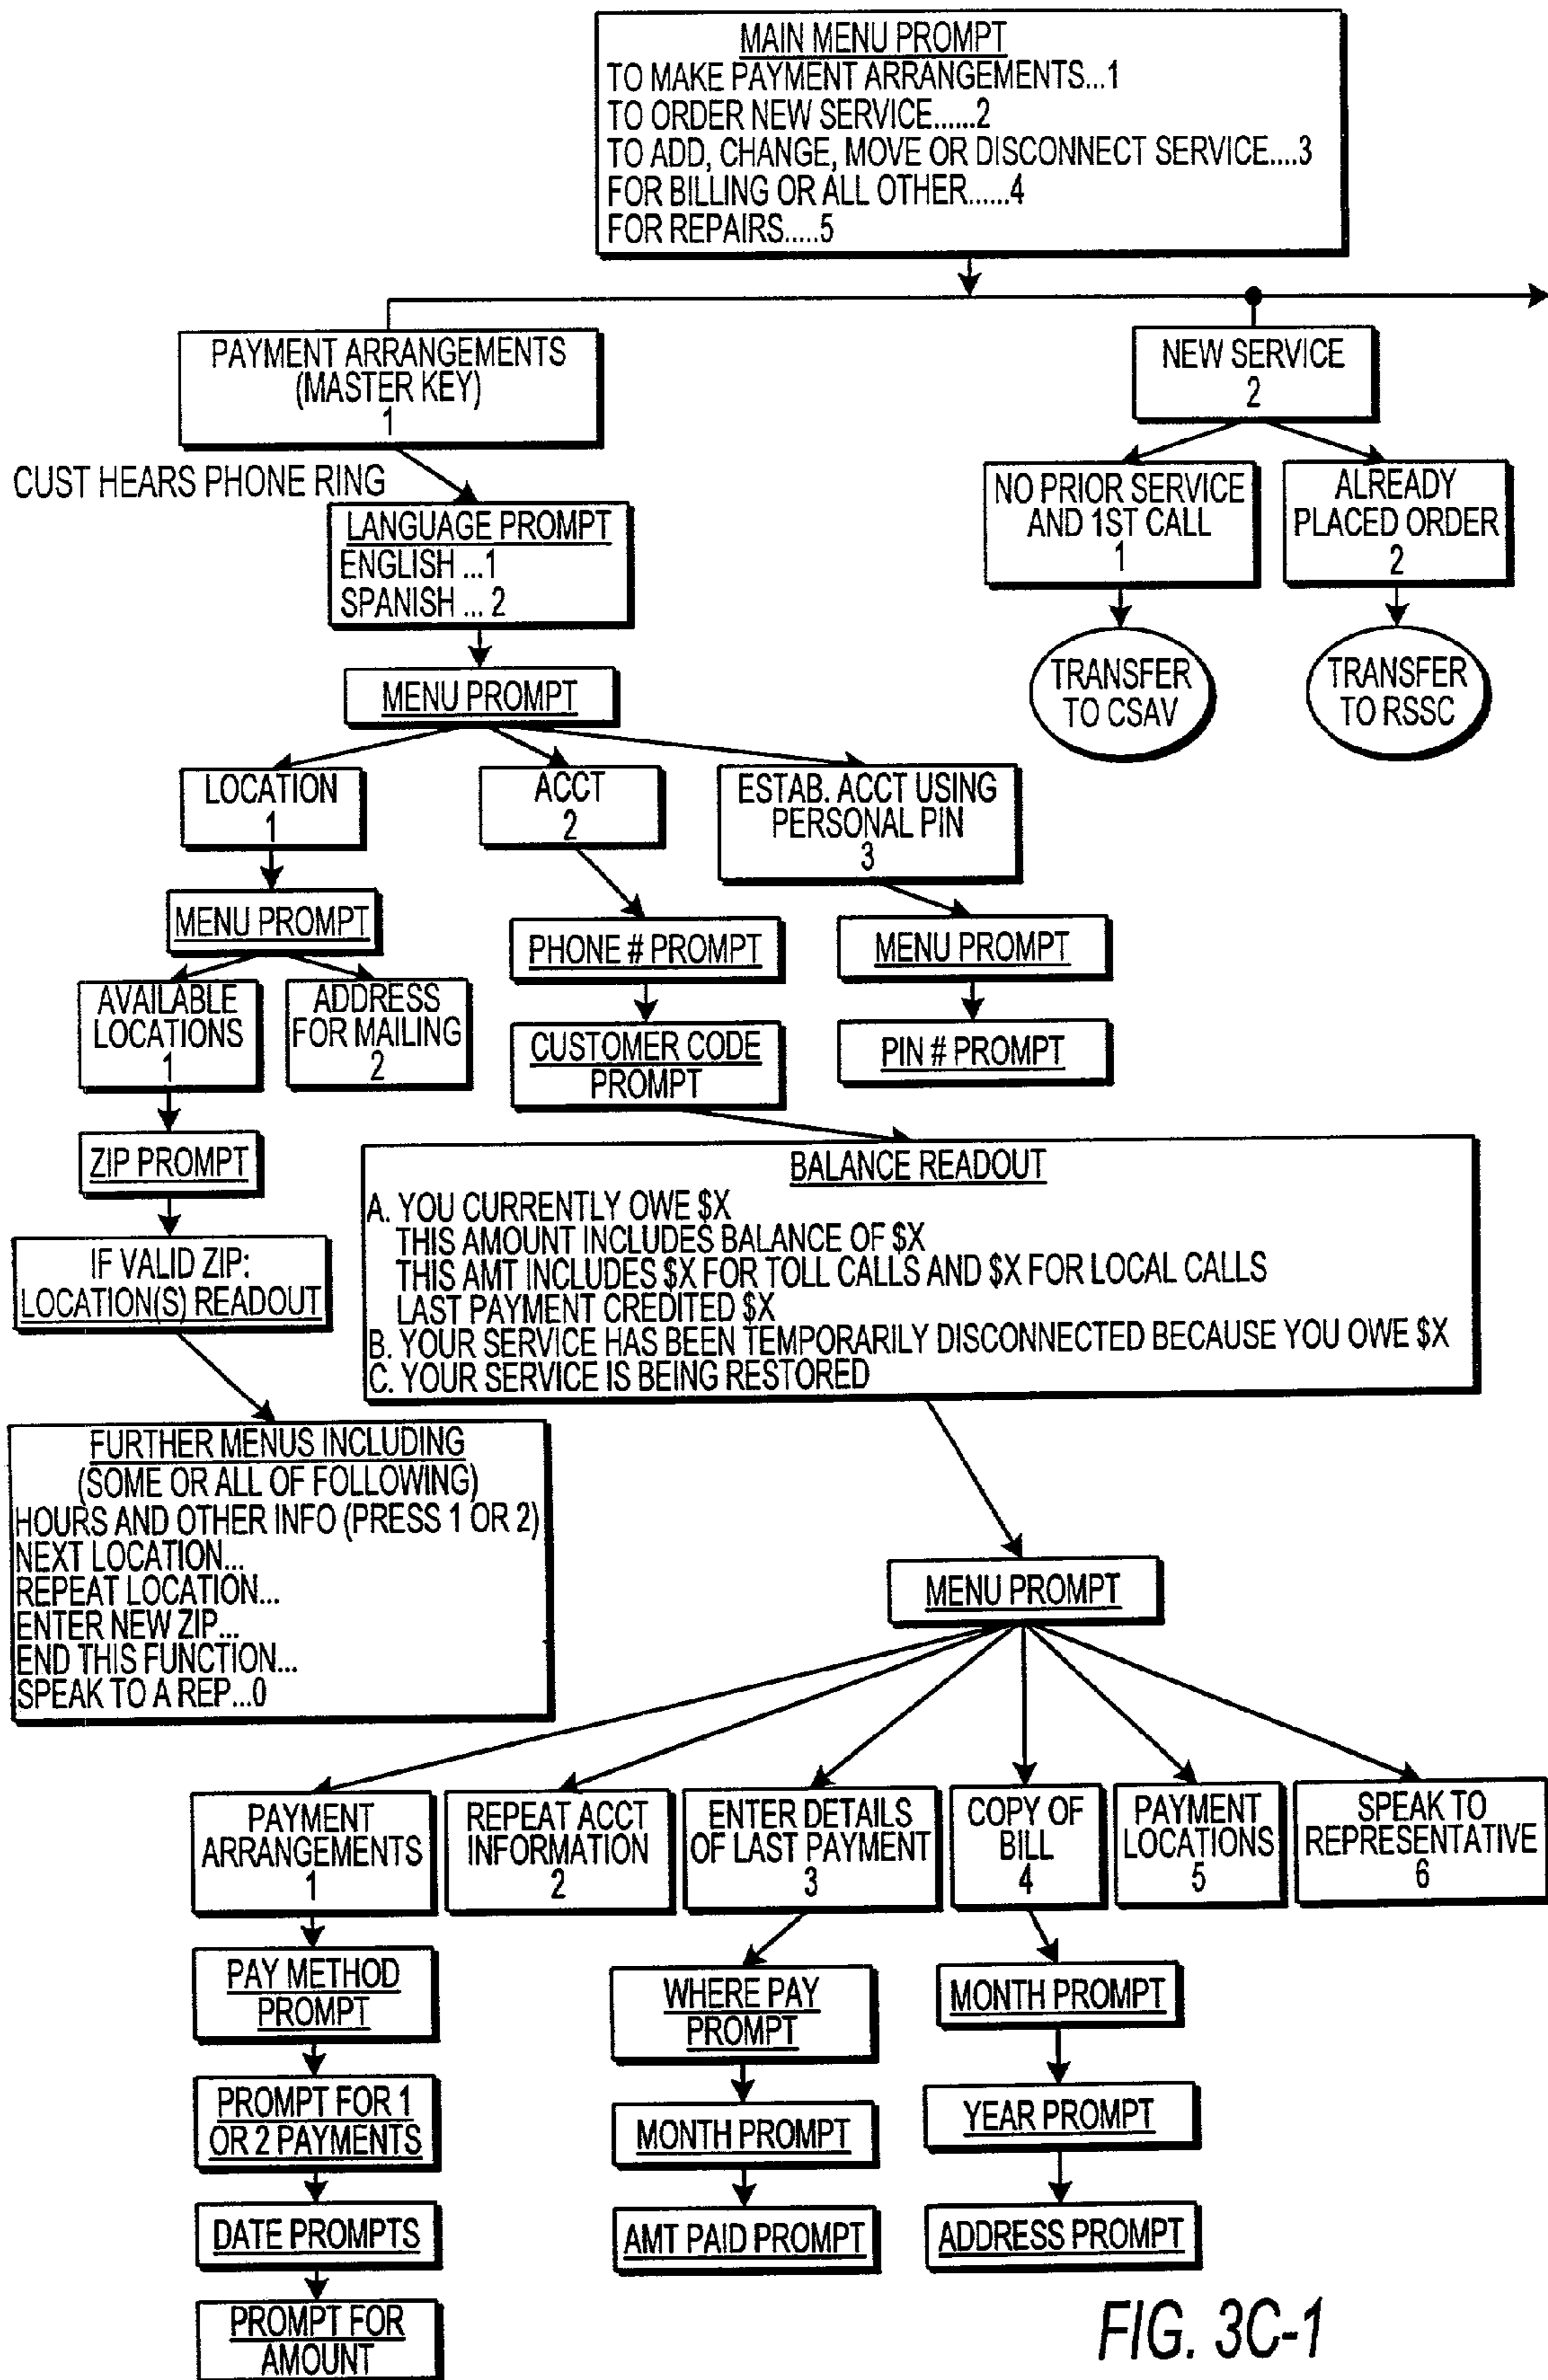 MAIN MENU PROMPT
TO MAKE PAYMENT ARRANGEMENTS...1
TO ORDER NEW SERVICE......2
TO ADD, CHANGE, MOVE OR DISCONNECT SERVICE....3
FOR BILLING OR ALL OTHER......4
FOR REPAIRS.....5
PAYMENT ARRANGEMENTS
(MASTER KEY)
1
NEW SERVICE
2
CUST HEARS PHONE RING
LANGUAGE PROMPT
ENGLISH ...1
SPANISH ... 2
NO PRIOR SERVICE
AND 1ST CALL
1
ALREADY
PLACED ORDER
2
MENU PROMPT
TRANSFER
TO CSAV
TRANSFER
TO RSSC
LOCATION
1
ACCT
2
ESTAB. ACCT USING
PERSONAL PIN
3
MENU PROMPT
PHONE # PROMPT
MENU PROMPT
AVAILABLE
LOCATIONS
1
ADDRESS
FOR MAILING
2
CUSTOMER CODE
PROMPT
PIN # PROMPT
ZIP PROMPT
IF VALID ZIP:
LOCATION(S) READOUT
BALANCE READOUT
A. YOU CURRENTLY OWE $X
THIS AMOUNT INCLUDES BALANCE OF $X
THIS AMT INCLUDES $X FOR TOLL CALLS AND $X FOR LOCAL CALLS
LAST PAYMENT CREDITED $X
B. YOUR SERVICE HAS BEEN TEMPORARILY DISCONNECTED BECAUSE YOU OWE $X
C. YOUR SERVICE IS BEING RESTORED
FURTHER MENUS INCLUDING
(SOME OR ALL OF FOLLOWING)
HOURS AND OTHER INFO (PRESS 1 OR 2)
NEXT LOCATION...
REPEAT LOCATION...
ENTER NEW ZIP...
END THIS FUNCTION...
SPEAK TO A REP...0
MENU PROMPT
PAYMENT
ARRANGEMENTS
1
REPEAT ACCT
INFORMATION
2
ENTER DETAILS
OF LAST PAYMENT
3
COPY OF
BILL
4
PAYMENT
LOCATIONS
5
SPEAK TO
REPRESENTATIVE
6
PAY METHOD
PROMPT
PROMPT FOR 1
OR 2 PAYMENTS
DATE PROMPTS
PROMPT FOR
AMOUNT
WHERE PAY
PROMPT
MONTH PROMPT
AMT PAID PROMPT
MONTH PROMPT
YEAR PROMPT
ADDRESS PROMPT
FIG. 3C-1